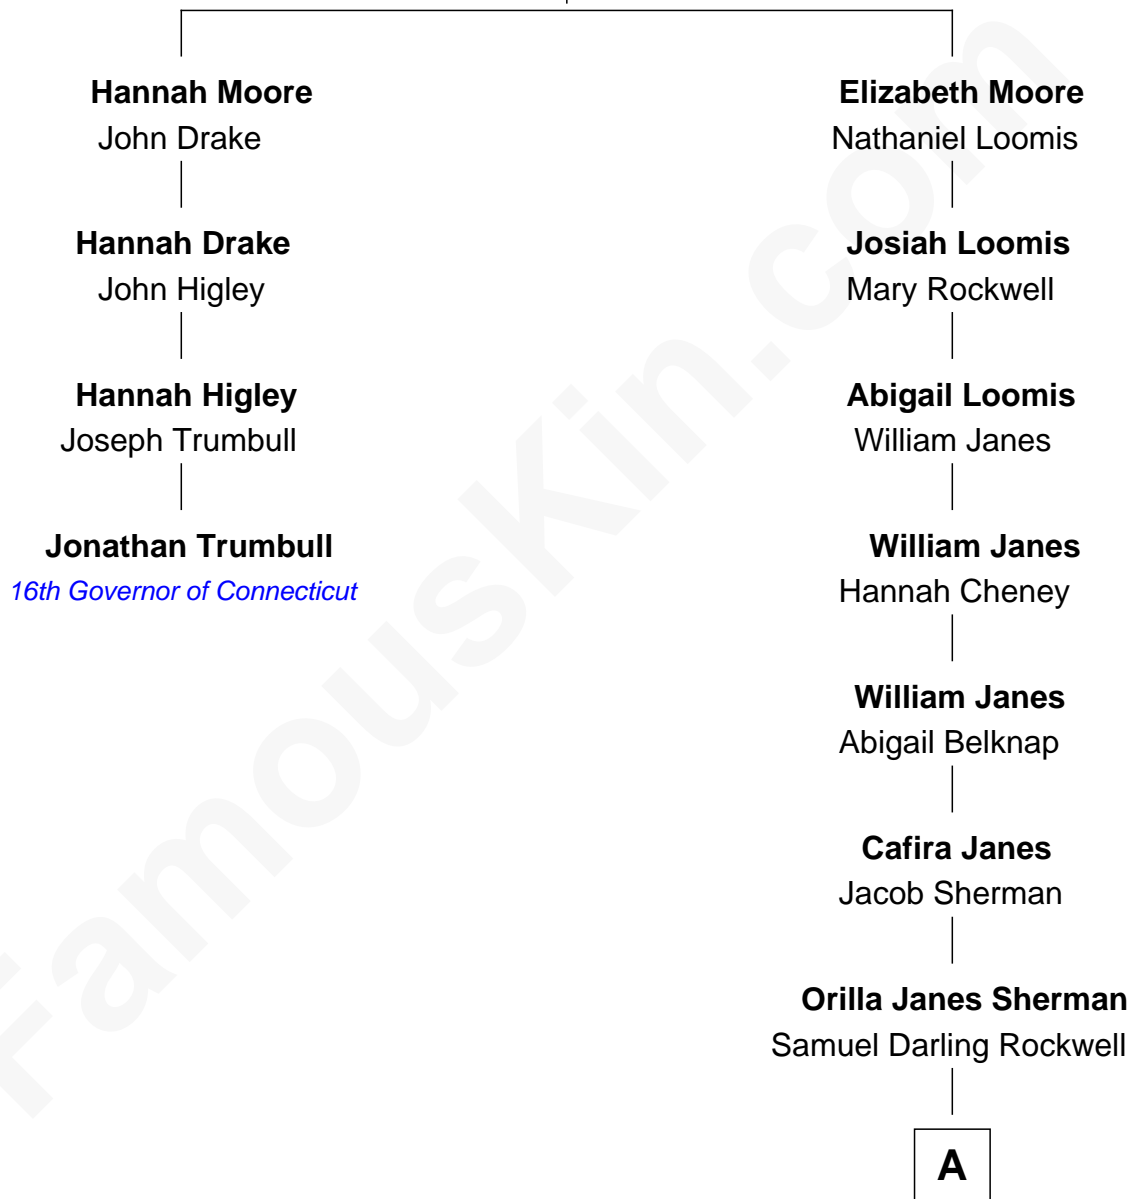 Hannah Moore
John Drake
Hannah Drake
John Higley
Hannah Higley
Joseph Trumbull
Jonathan Trumbull
16th Governor of Connecticut
Elizabeth Moore
Nathaniel Loomis
Josiah Loomis
Mary Rockwell
Abigail Loomis
William Janes
William Janes
Hannah Cheney
William Janes
Abigail Belknap
Cafira Janes
Jacob Sherman
Orilla Janes Sherman
Samuel Darling Rockwell
A
FamousKin.com